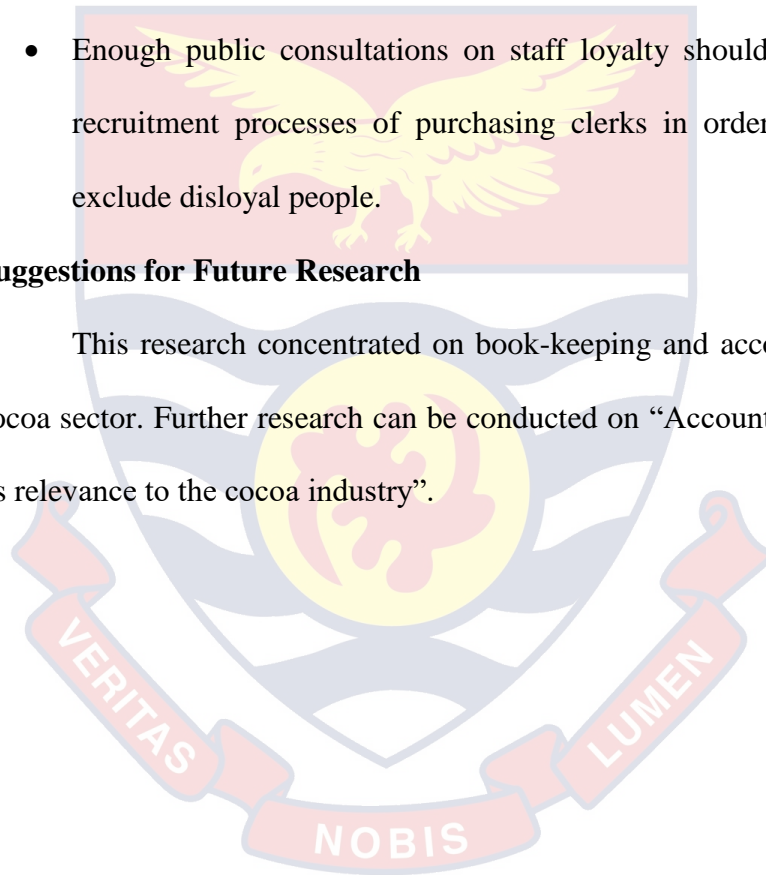 • Enough public consultations on staff loyalty should
recruitment processes of purchasing clerks in order
exclude disloyal people.
uggestions for Future Research
This research concentrated on book-keeping and acc
ocoa sector. Further research can be conducted on “Account
s relevance to the cocoa industry”.
VERITAS
NOBIS
LUMEN